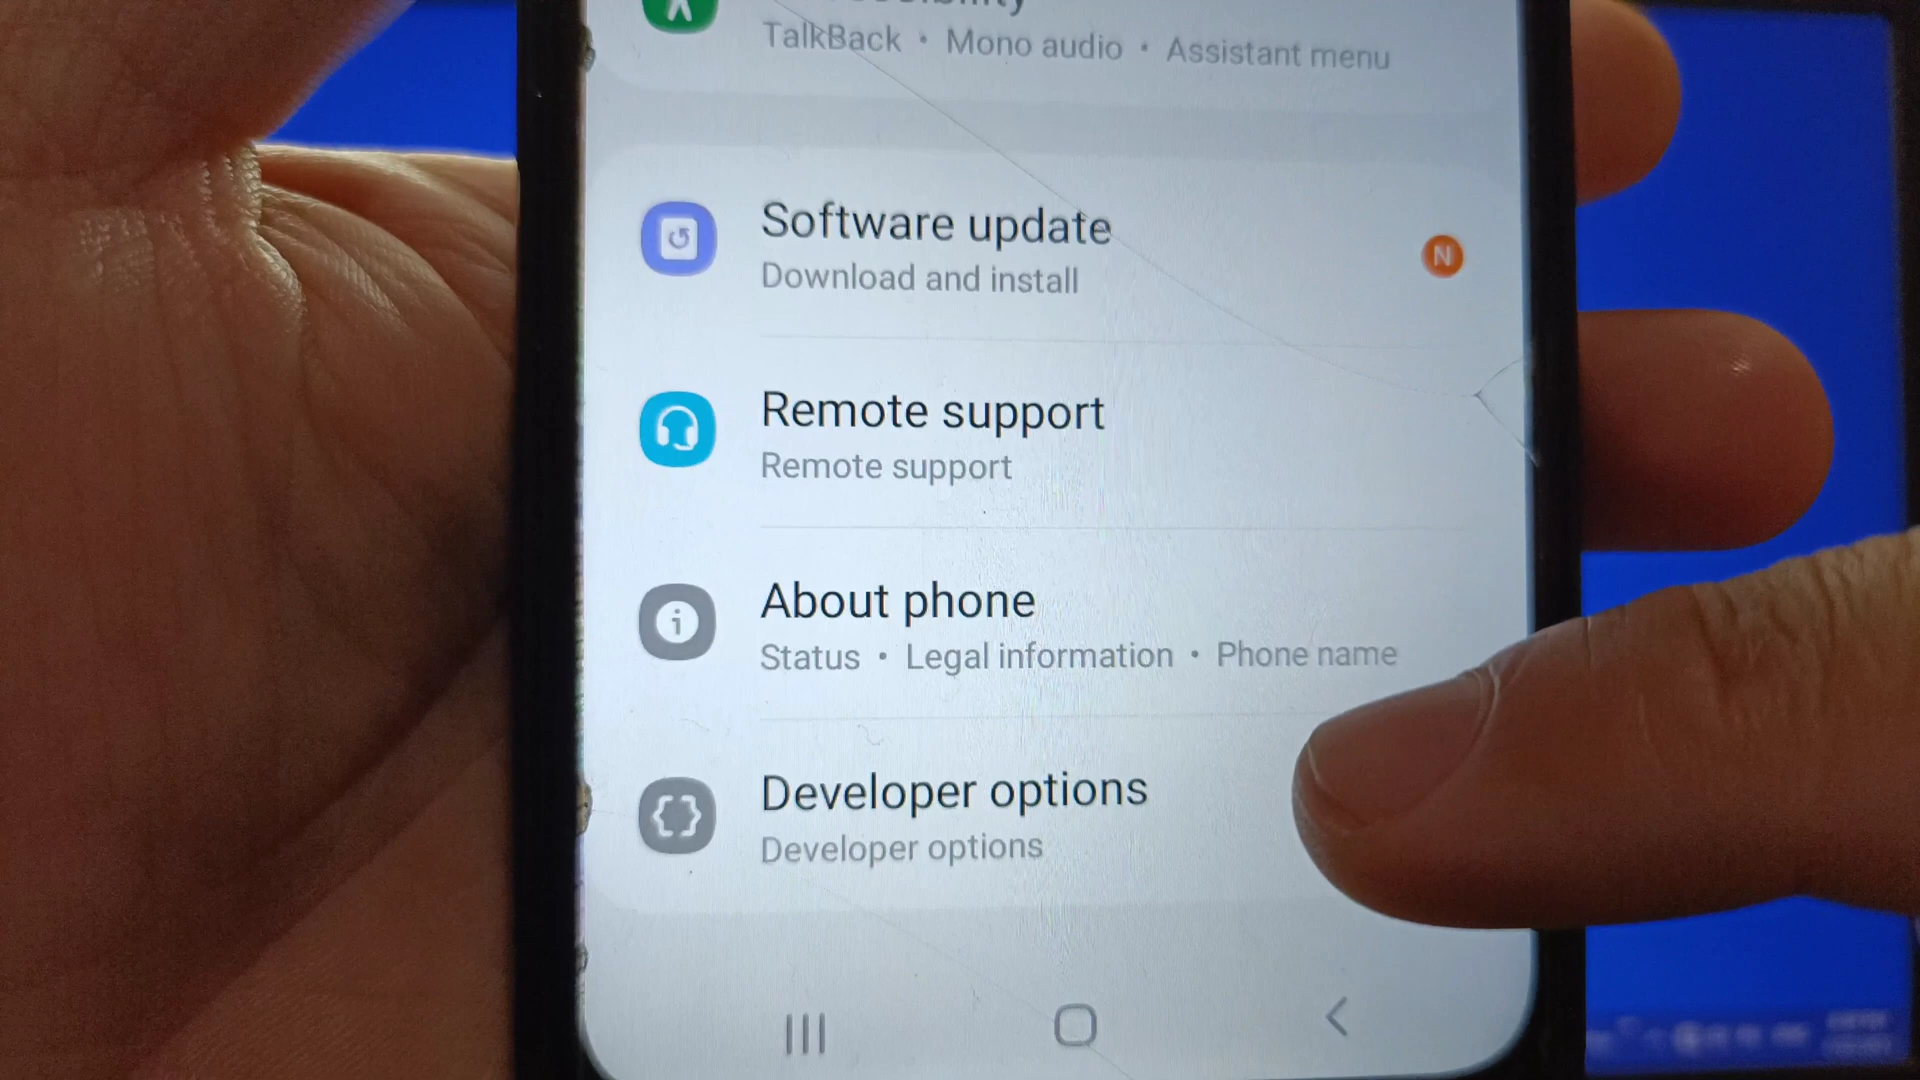 TalkBack • Mono audio • Assistant menu
Software update
N
Download and install
Remote support
Remote support
About phone
Status • Legal information • Phone name
Developer options
Developer options